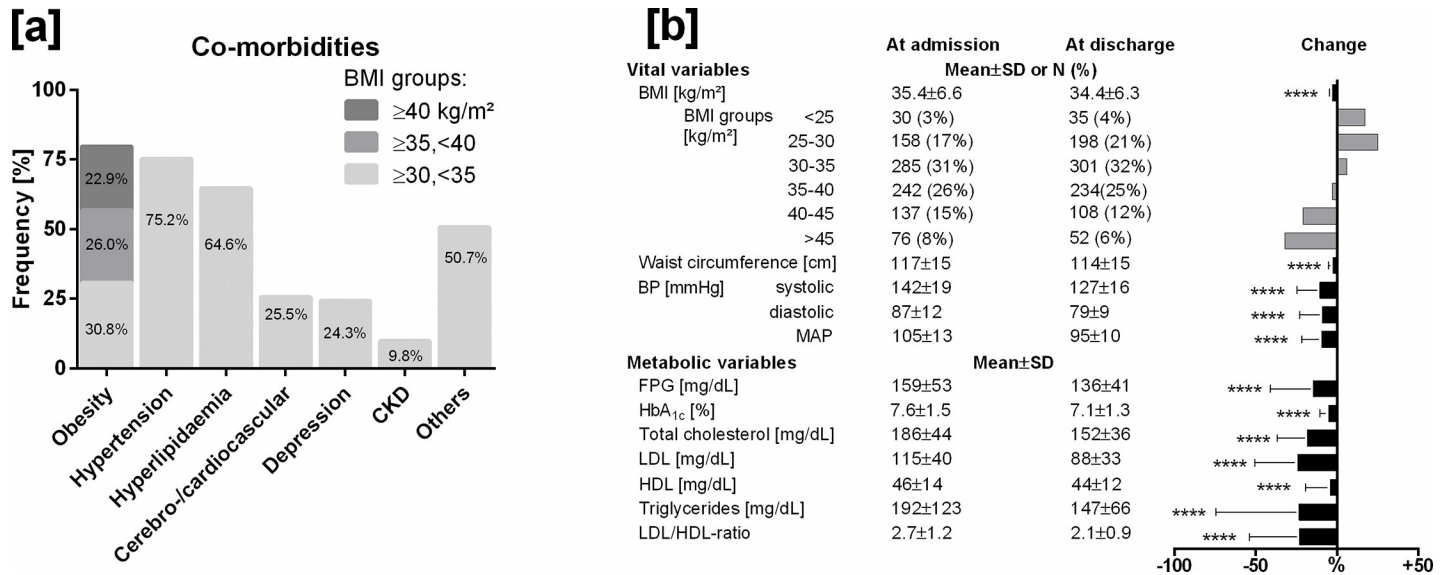 [a]
Co-morbidities
BMI groups:
≥40 kg/m²
≥35,<40
≥30,<35
Frequency [%]
100
75
50
25
0
22.9%
26.0%
30.8%
75.2%
64.6%
25.5%
24.3%
9.8%
50.7%
Obesity
Hypertension
Hyperlipidaemia
Cerebro-/cardiocascular
Depression
CKD
Others
[b]
At admission At discharge Change
Vital variables Mean±SD or N (%)
BMI [kg/m²] 35.4±6.6 34.4±6.3 ****
BMI groups <25 30 (3%) 35 (4%)
[kg/m²]
25-30 158 (17%) 198 (21%)
30-35 285 (31%) 301 (32%)
35-40 242 (26%) 234(25%)
40-45 137 (15%) 108 (12%)
>45 76 (8%) 52 (6%)
Waist circumference [cm] 117±15 114±15 ****
BP [mmHg] systolic 142±19 127±16 ****
diastolic 87±12 79±9 ****
MAP 105±13 95±10 ****
Metabolic variables Mean±SD
FPG [mg/dL] 159±53 136±41 ****
HbA1c [%] 7.6±1.5 7.1±1.3 ****
Total cholesterol [mg/dL] 186±44 152±36 ****
LDL [mg/dL] 115±40 88±33 ****
HDL [mg/dL] 46±14 44±12 ****
Triglycerides [mg/dL] 192±123 147±66 ****
LDL/HDL-ratio 2.7±1.2 2.1±0.9 ****
-100 -50 % +50